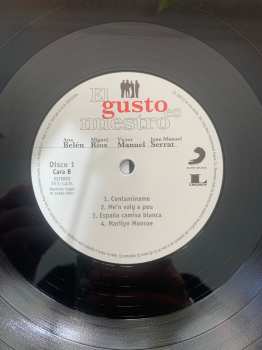 El
gusto
es
nuestro
Ana Miguel Victor Joan Manuel
Belén Ríos Manuel Serrat
Disco 1
Cara B
1. Contamíname
2. Me'n vaig a peu
3. España camisa blanca
4. Marilyn Monroe